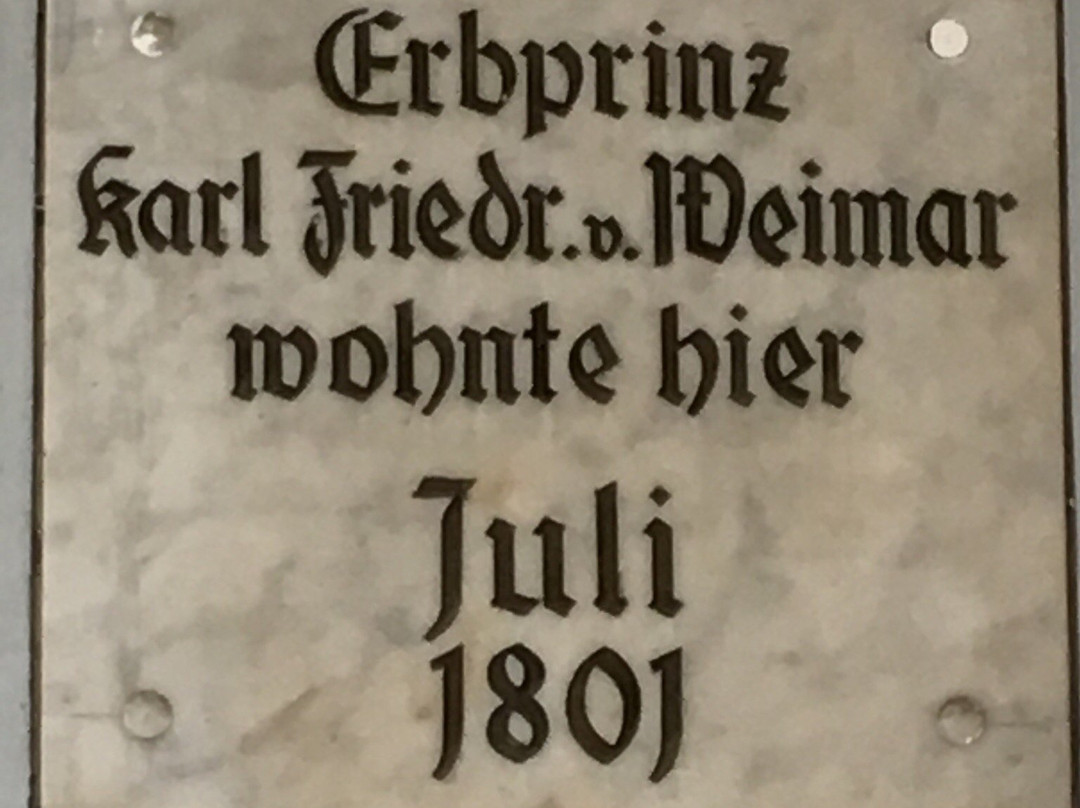 Erbprinz
Karl Friedr. v. Weimar
wohnte hier
Juli
1801